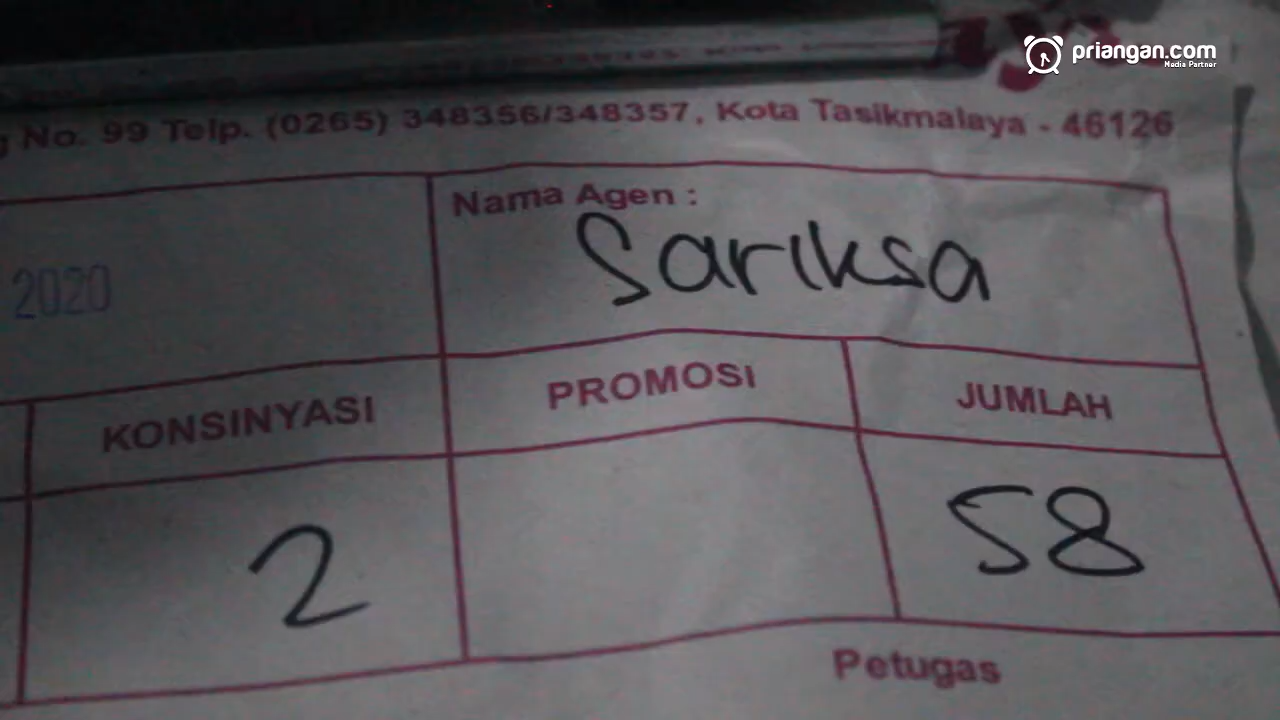 priangan.com
Media Partner
No. 99 Telp. (0265) 348356/348357, Kota Tasikmalaya - 46126
Nama Agen :
Sariksa
2020
KONSINYASI
PROMOSI
JUMLAH
2
58
Petugas